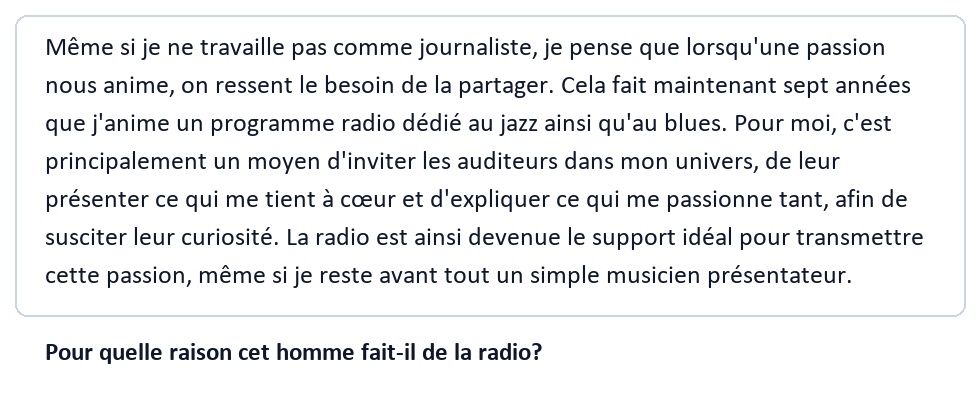 Même si je ne travaille pas comme journaliste, je pense que lorsqu'une passion
nous anime, on ressent le besoin de la partager. Cela fait maintenant sept années
que j'anime un programme radio dédié au jazz ainsi qu'au blues. Pour moi, c'est
principalement un moyen d'inviter les auditeurs dans mon univers, de leur
présenter ce qui me tient à cœur et d'expliquer ce qui me passionne tant, afin de
susciter leur curiosité. La radio est ainsi devenue le support idéal pour transmettre
cette passion, même si je reste avant tout un simple musicien présentateur.
Pour quelle raison cet homme fait-il de la radio?